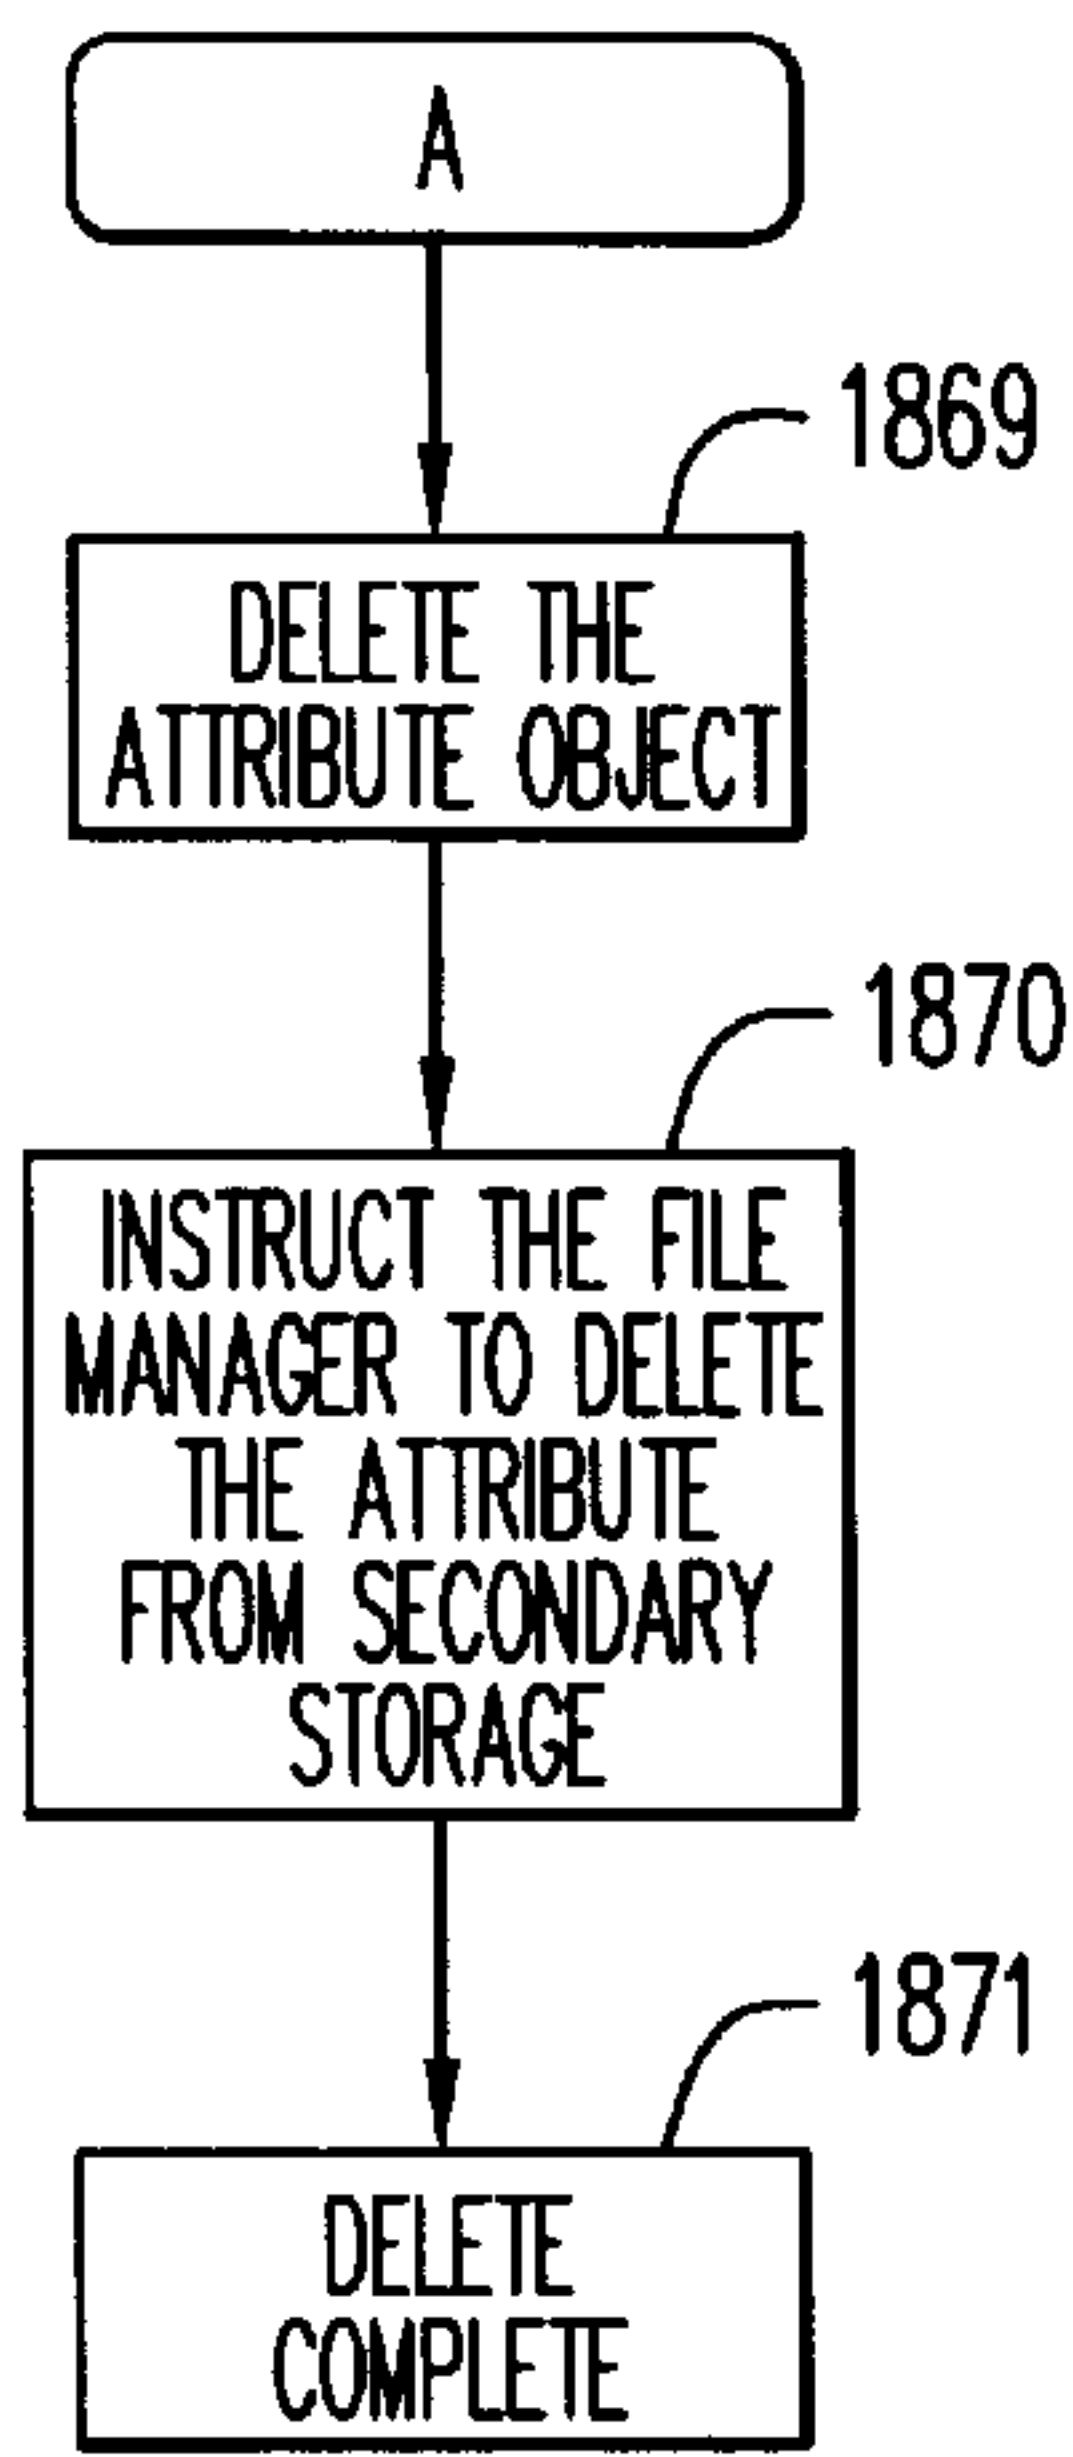 A
1869
DELETE THE
ATTRIBUTE OBJECT
1870
INSTRUCT THE FILE
MANAGER TO DELETE
THE ATTRIBUTE
FROM SECONDARY
STORAGE
1871
DELETE
COMPLETE